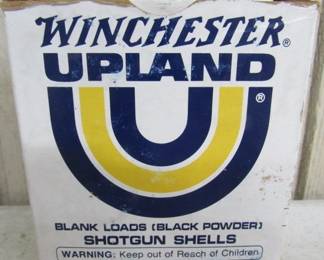 WINCHESTER®
UPLAND
®
BLANK LOADS (BLACK POWDER)
SHOTGUN SHELLS
WARNING: Keep out of Reach of Children